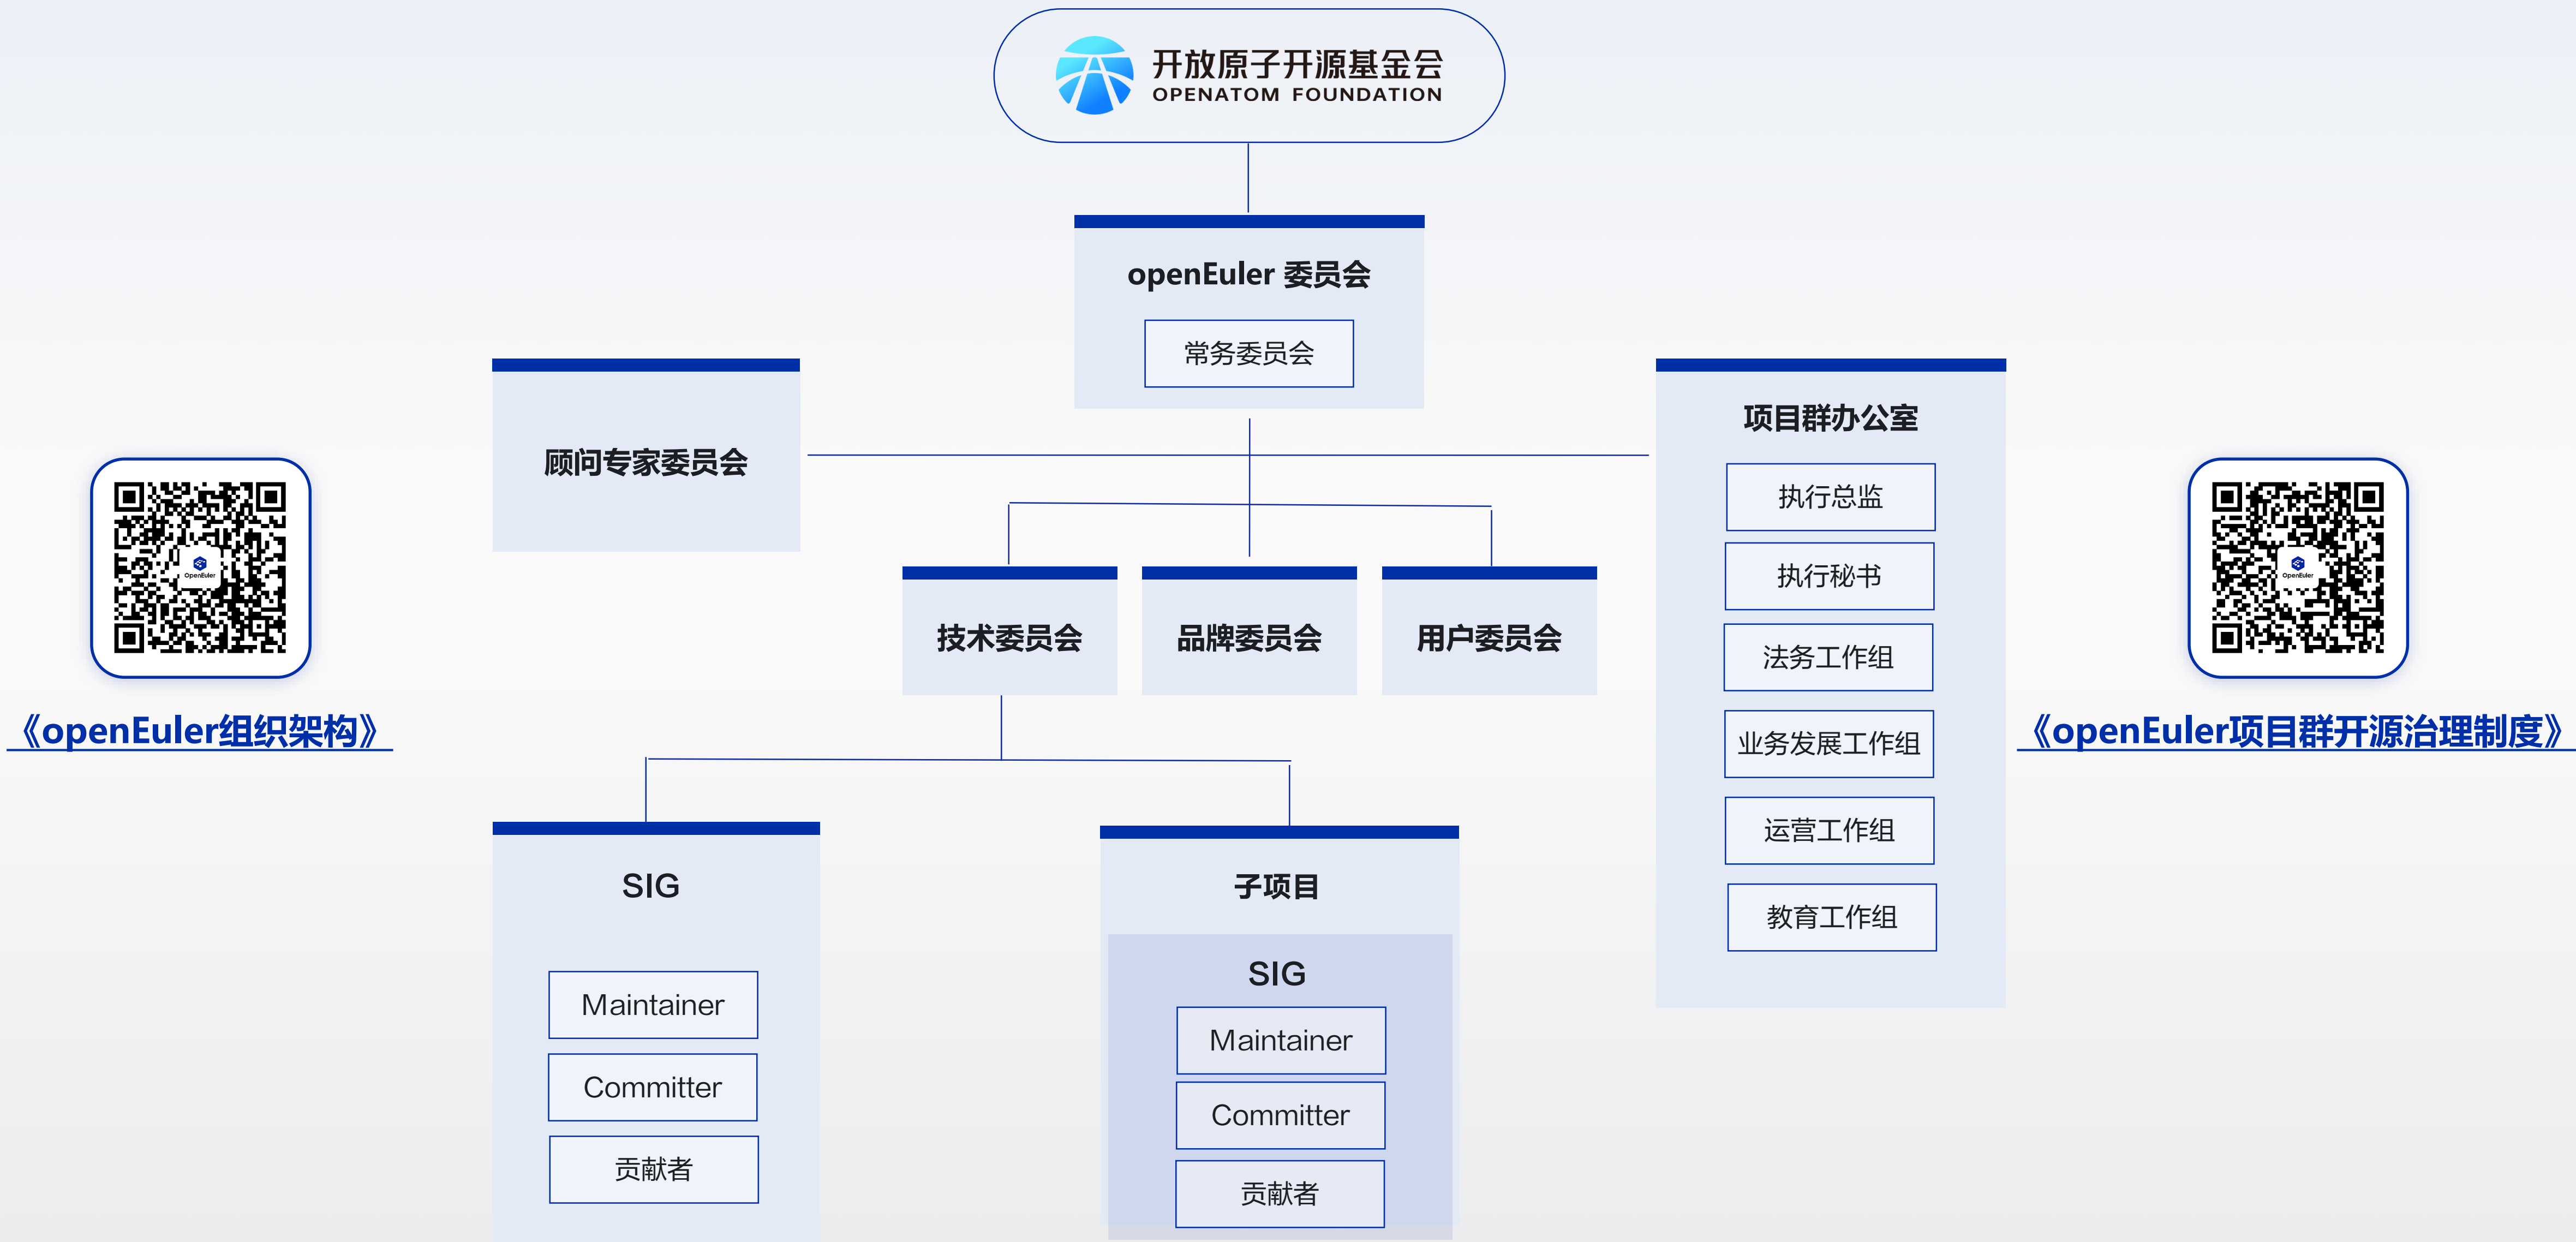 开放原子开源基金会
OPENATOM FOUNDATION
openEuler 委员会
常务委员会
顾问专家委员会
项目群办公室
执行总监
执行秘书
法务工作组
业务发展工作组
运营工作组
教育工作组
OpenEuler
《openEuler组织架构》
OpenEuler
《openEuler项目群开源治理制度》
技术委员会
品牌委员会
用户委员会
SIG
Maintainer
Committer
贡献者
子项目
SIG
Maintainer
Committer
贡献者